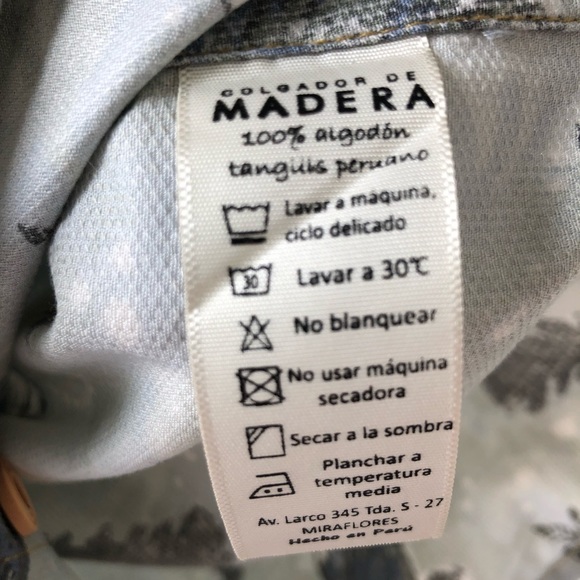 COLGADOR DE
MADERA
100% algodón
tangüis peruano
Lavar a máquina,
ciclo delicado
30
Lavar a 30°C
No blanquear
No usar máquina
secadora
Secar a la sombra
Planchar a
temperatura
media
Av. Larco 345 Tda. S - 27
MIRAFLORES
Hecho en Perú